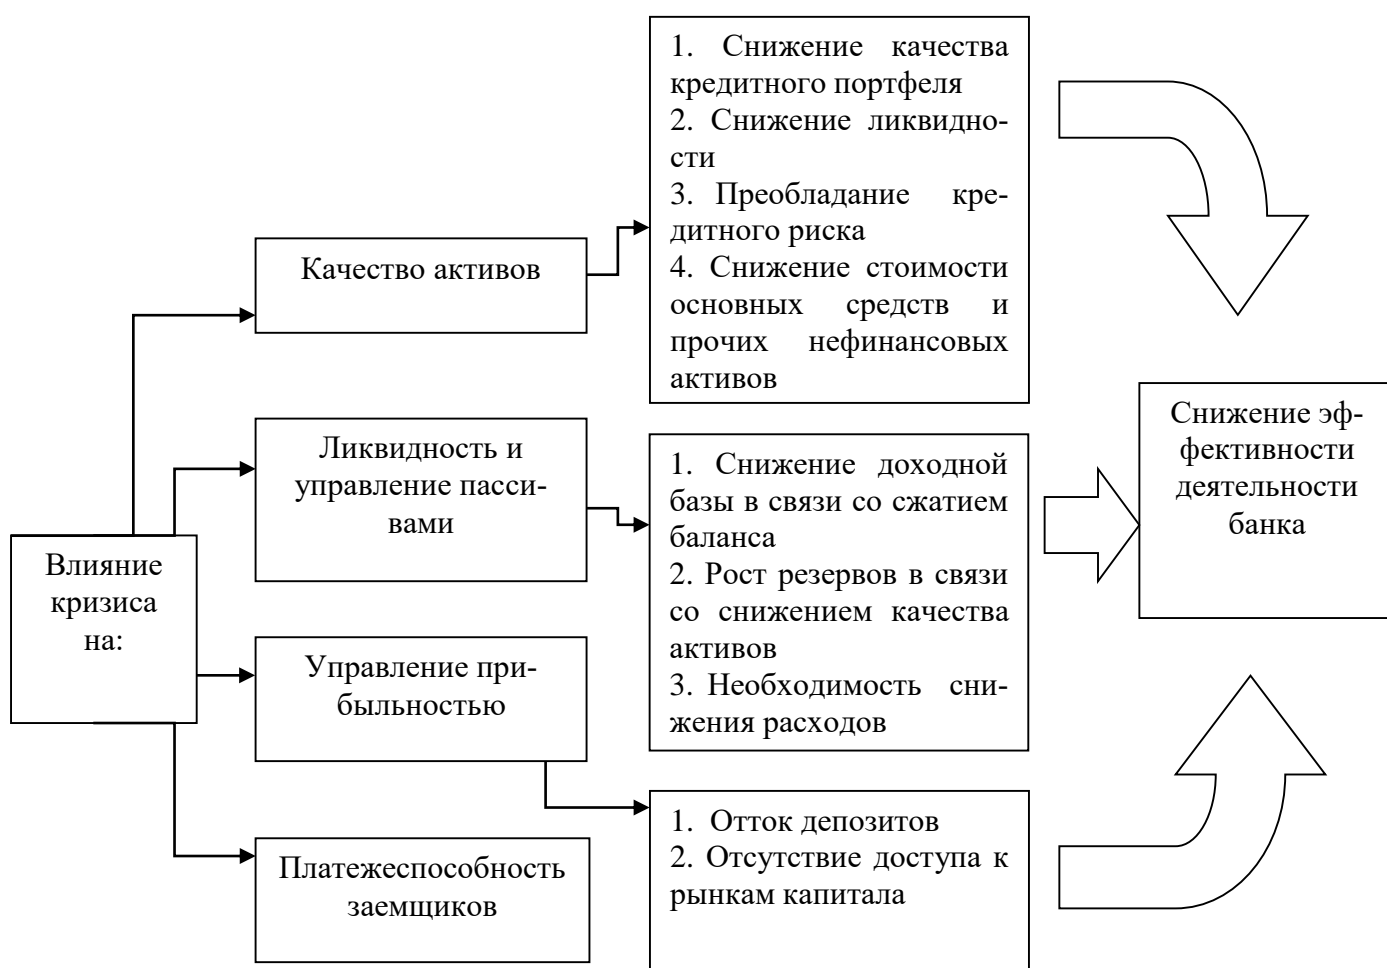 Влияние
кризиса
на:
Качество активов
Ликвидность и
управление пасси-
вами
Управление при-
быльностью
Платежеспособность
заемщиков
1. Снижение качества
кредитного портфеля
2. Снижение ликвидно-
сти
3. Преобладание кре-
дитного риска
4. Снижение стоимости
основных средств и
прочих нефинансовых
активов
1. Снижение доходной
базы в связи со сжатием
баланса
2. Рост резервов в связи
со снижением качества
активов
3. Необходимость сни-
жения расходов
1. Отток депозитов
2. Отсутствие доступа к
рынкам капитала
Снижение эф-
фективности
деятельности
банка